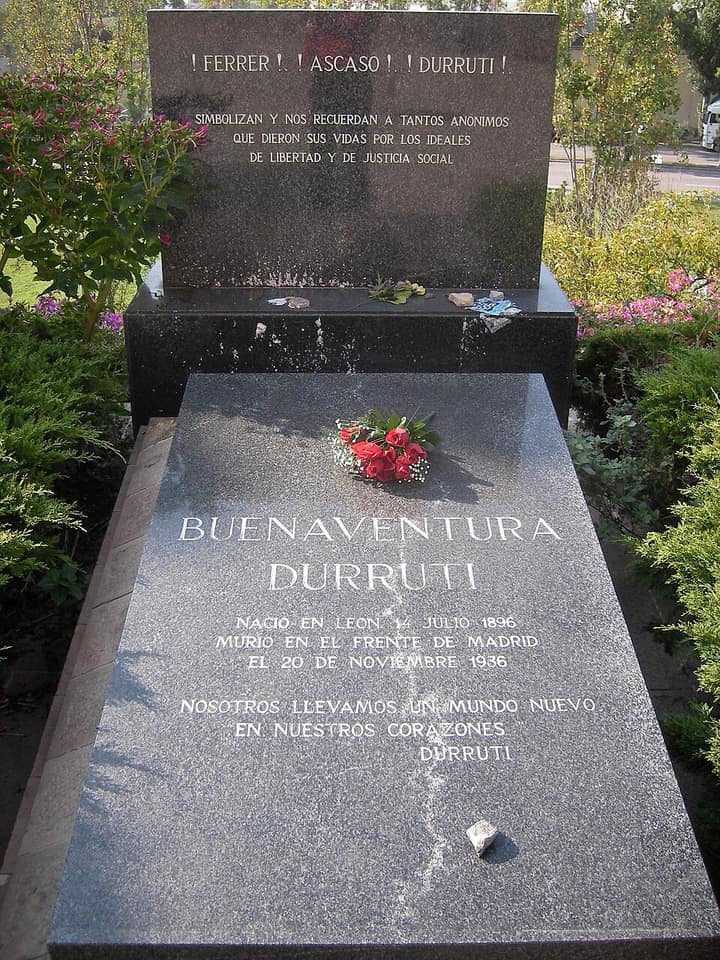 ! FERRER !. ! ASCASO !. ! DURRUTI !.
SIMBOLIZAN Y NOS RECUERDAN A TANTOS ANONIMOS
QUE DIERON SUS VIDAS POR LOS IDEALES
DE LIBERTAD Y DE JUSTICIA SOCIAL
BUENAVENTURA
DURRUTI
NACIO EN LEON 14 JULIO 1896
MURIO EN EL FRENTE DE MADRID
EL 20 DE NOVIEMBRE 1936
NOSOTROS LLEVAMOS UN MUNDO NUEVO
EN NUESTROS CORAZONES
DURRUTI